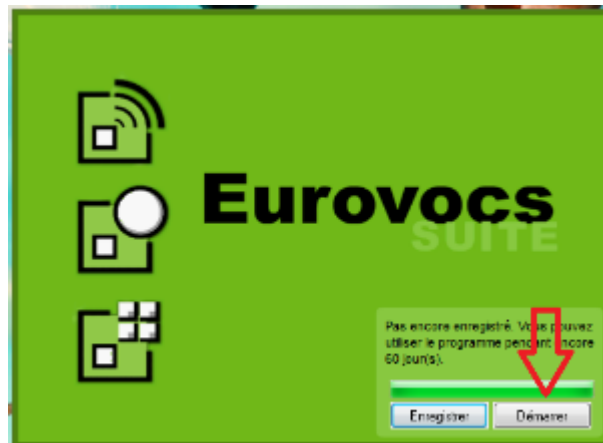 Eurovocs
SUITE
Pas encore enregistré. Vous pouvez
utiliser le programme pendant encore
60 jour(s).
Enregistrer
Démarrer